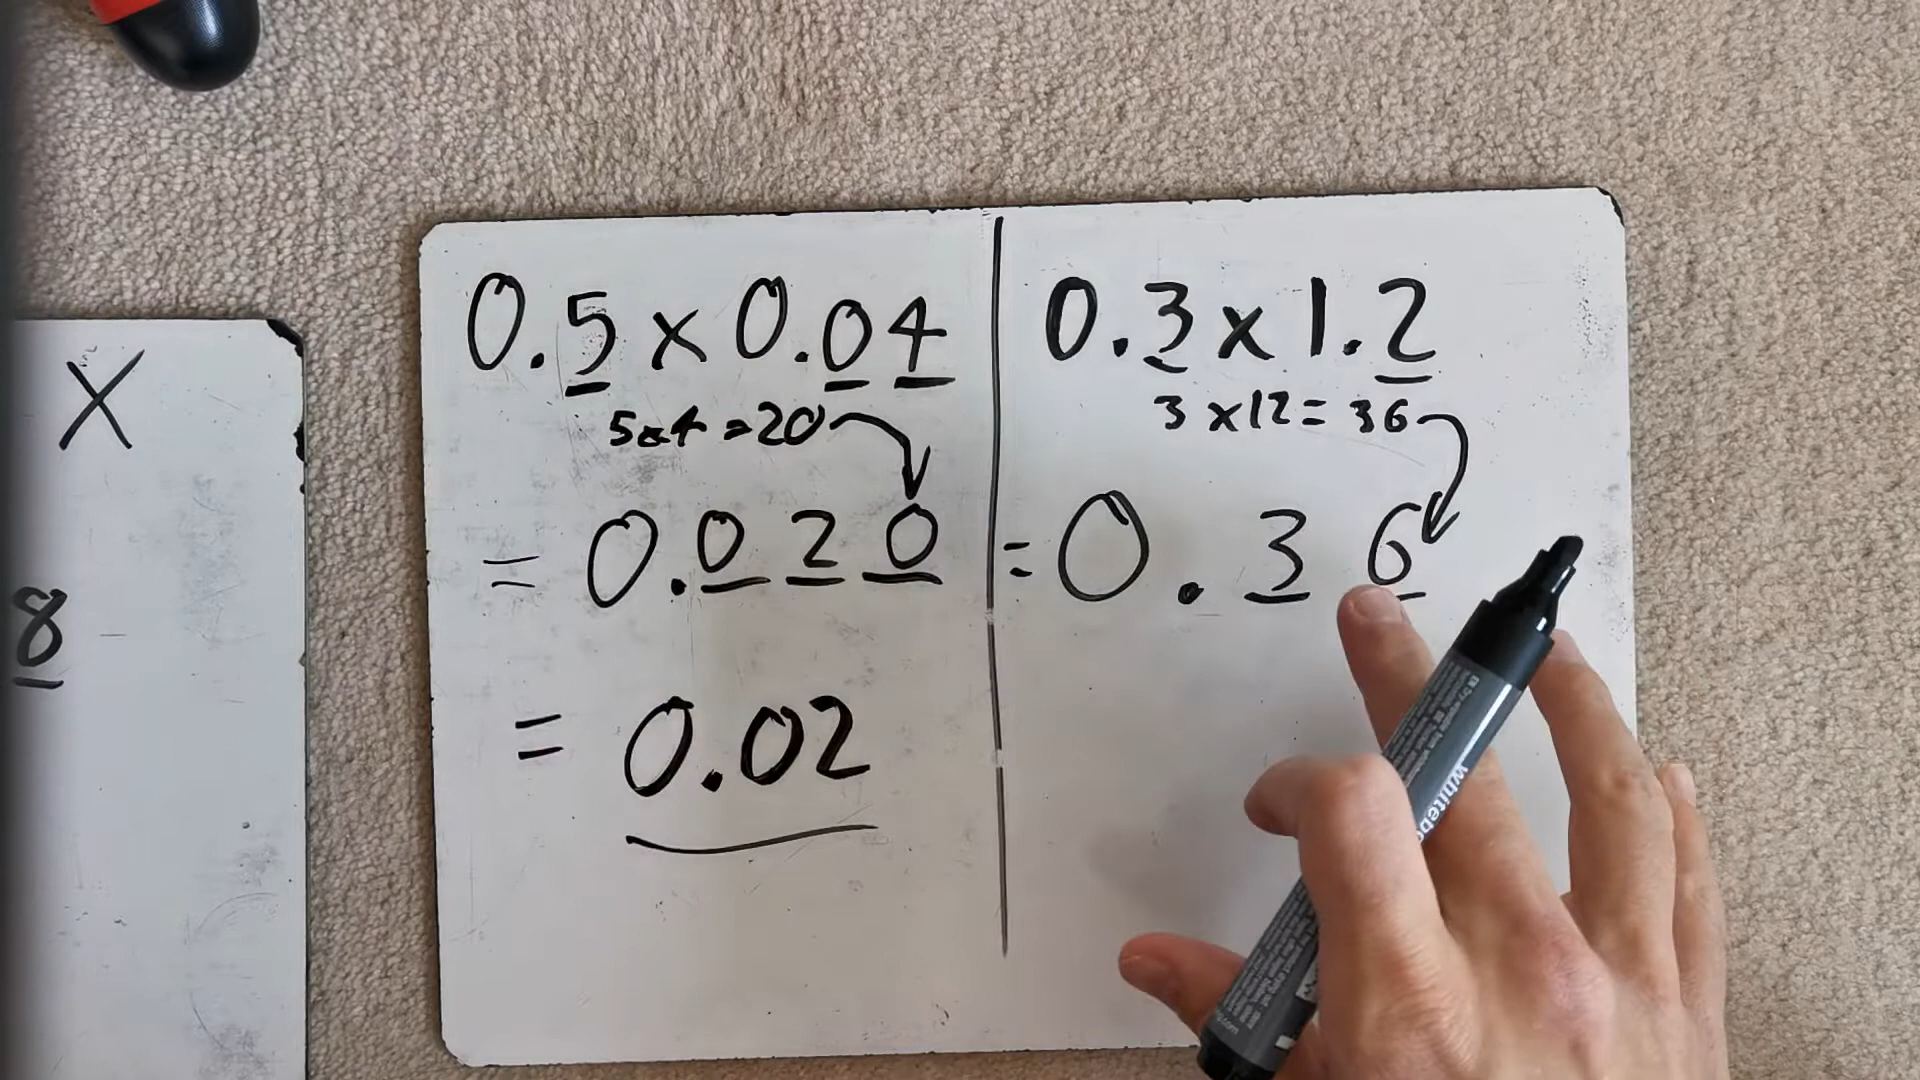 X
8
0.5 x 0.04
5x4 = 20
= 0.020
= 0.02
0.3 x 1.2
3 x 12 = 36
= 0.36